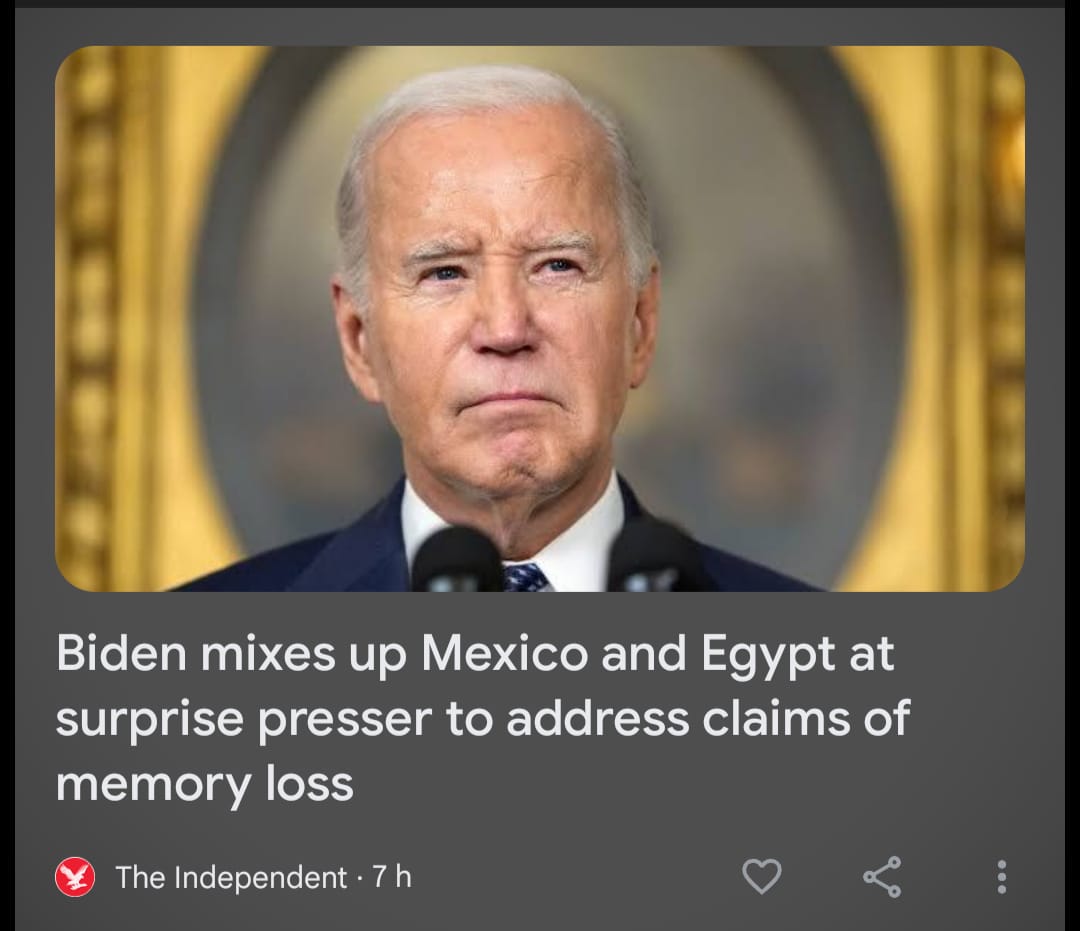 Biden mixes up Mexico and Egypt at
surprise presser to address claims of
memory loss
The Independent · 7 h